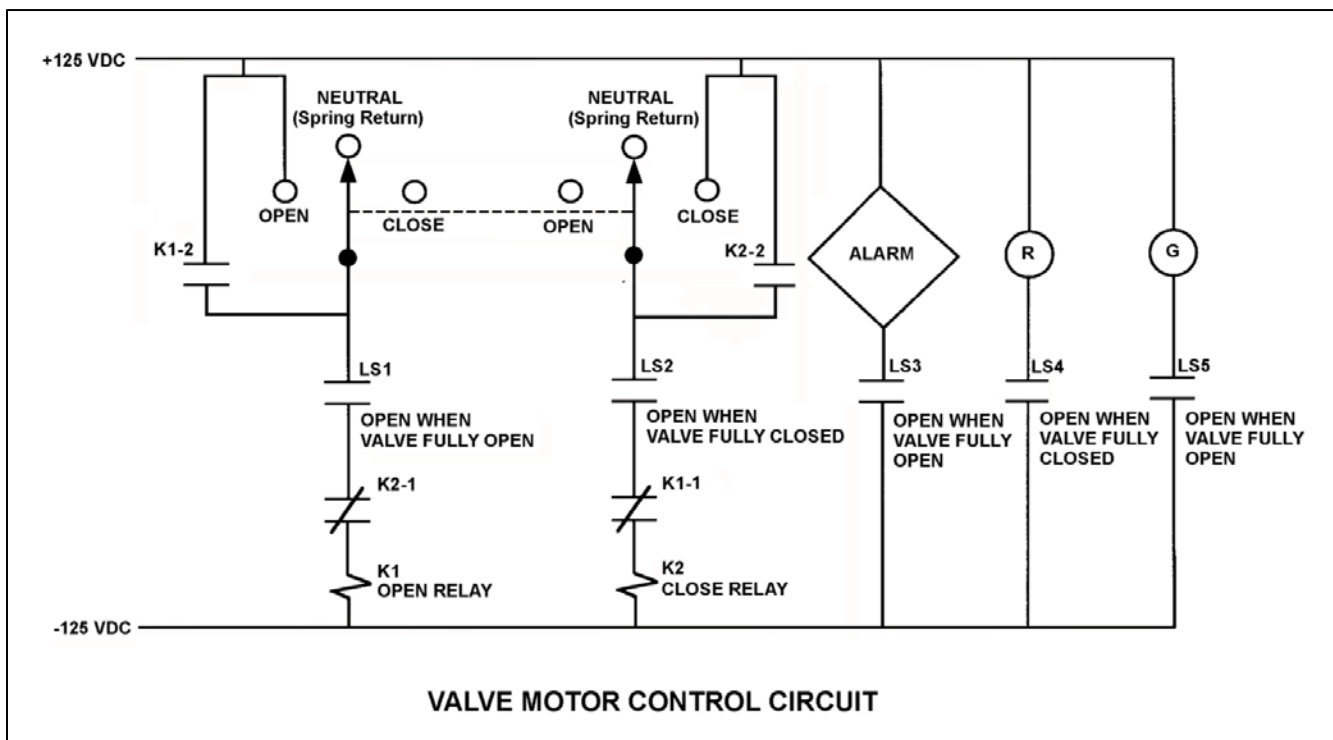 +125 VDC
NEUTRAL
(Spring Return)
NEUTRAL
(Spring Return)
OPEN
CLOSE
OPEN
CLOSE
K1-2
K2-2
ALARM
R
G
LS1
OPEN WHEN
VALVE FULLY OPEN
LS2
OPEN WHEN
VALVE FULLY CLOSED
LS3
OPEN WHEN
VALVE FULLY
OPEN
LS4
OPEN WHEN
VALVE FULLY
CLOSED
LS5
OPEN WHEN
VALVE FULLY
OPEN
K2-1
K1-1
K1
OPEN RELAY
K2
CLOSE RELAY
-125 VDC
VALVE MOTOR CONTROL CIRCUIT